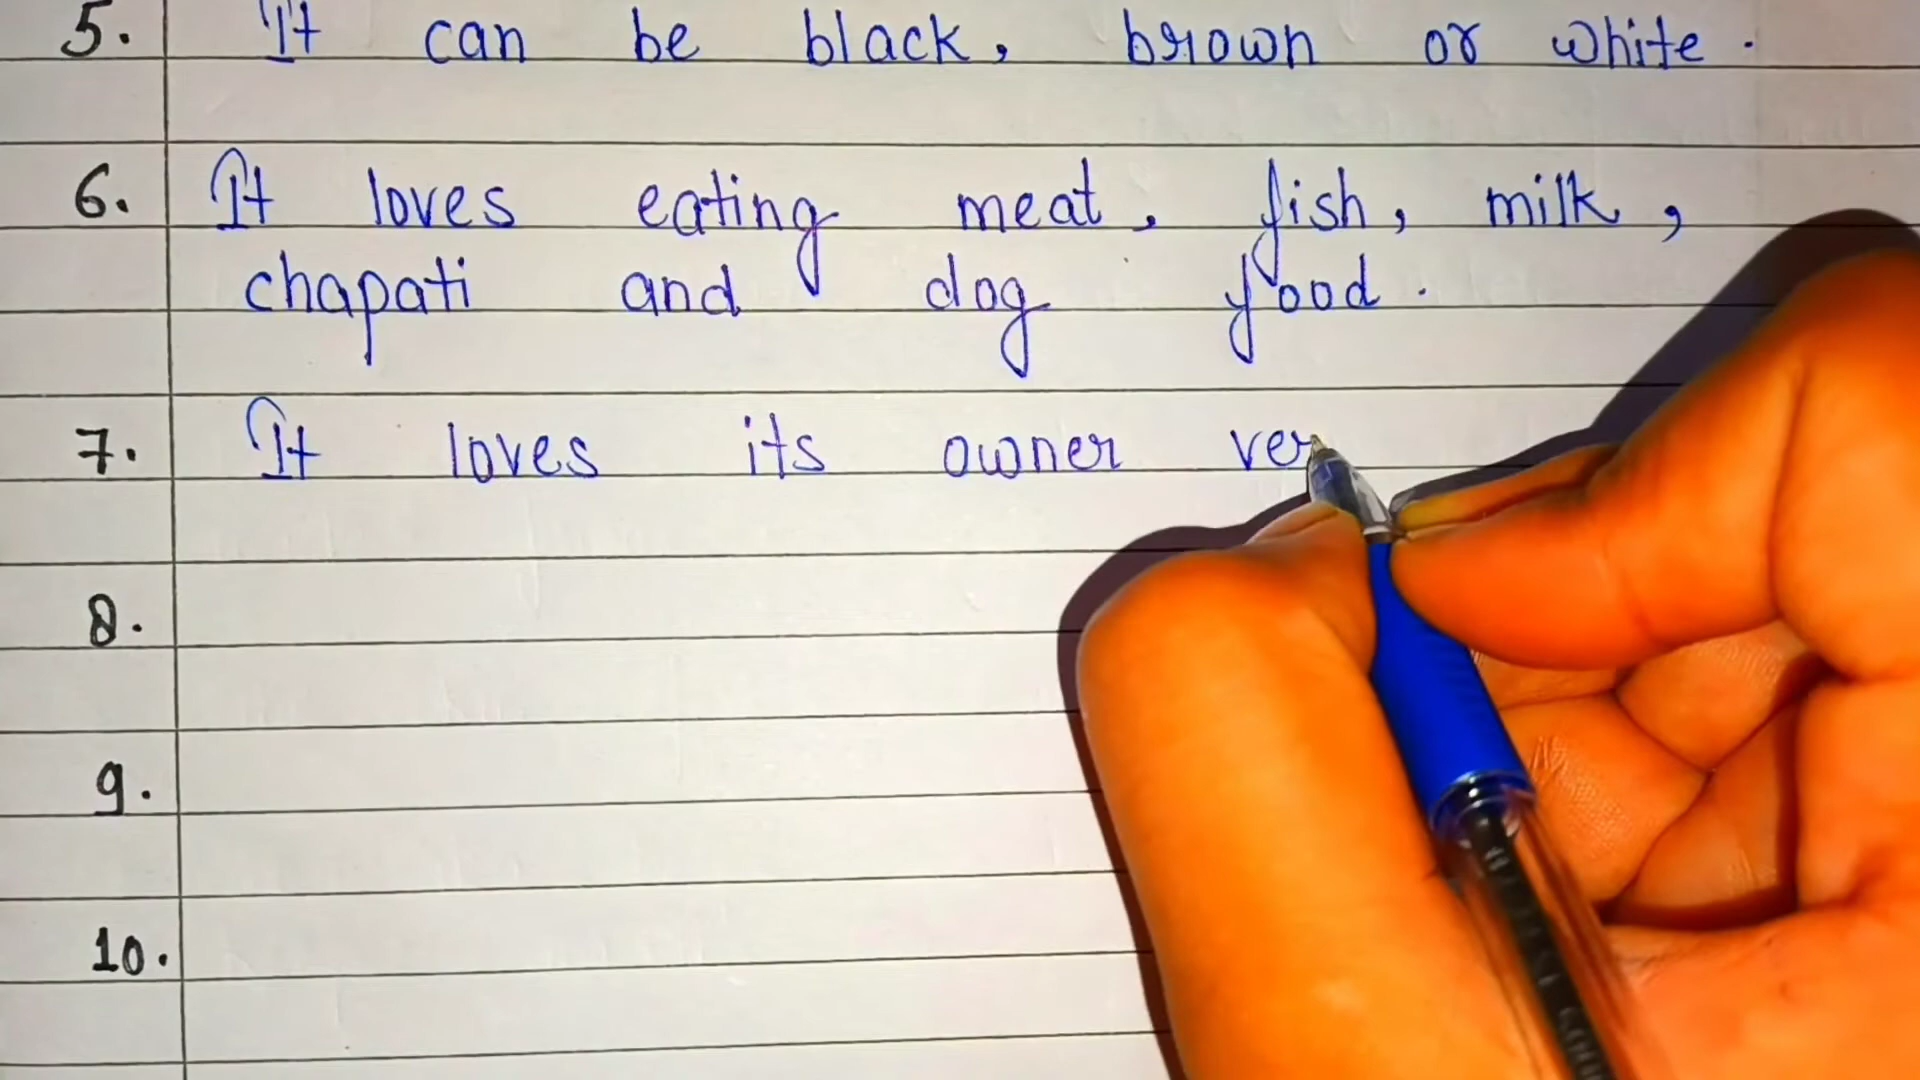 5. It can be black, brown or white.
6. It loves eating meat, fish, milk,
chapati and dog food.
7. It loves its owner ver
8.
9.
10.